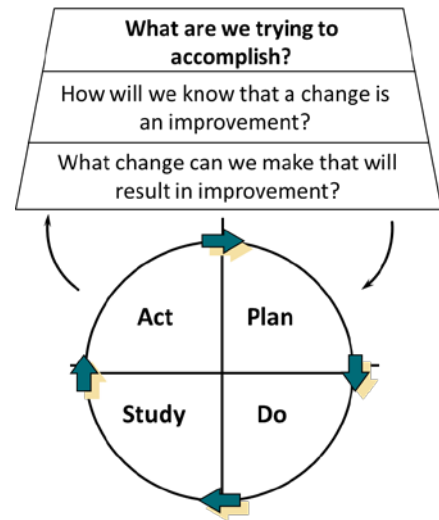 What are we trying to
accomplish?
How will we know that a change is
an improvement?
What change can we make that will
result in improvement?
Act
Plan
Study
Do